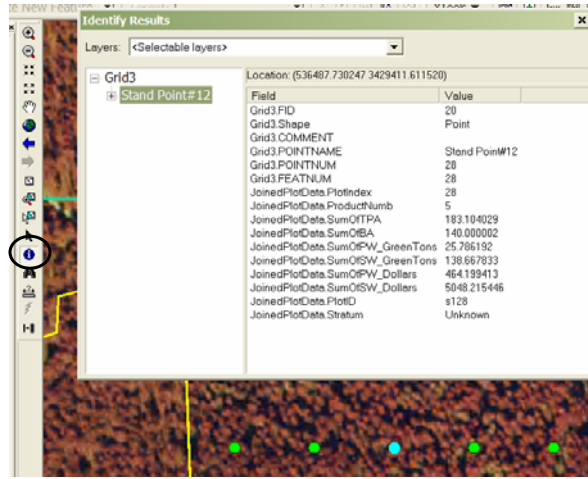 Identify Results
Layers: <Selectable layers>
Grid3
Stand Point#12
Location: (536487.730247 3429411.611520)
Field Value
Grid3.FID 20
Grid3.Shape Point
Grid3.COMMENT
Grid3.POINTNAME Stand Point#12
Grid3.POINTNUM 28
Grid3.FEATNUM 28
JoinedPlotData.PlotIndex 28
JoinedPlotData.ProductNumb 5
JoinedPlotData.SumOfTPA 183.104029
JoinedPlotData.SumOfBA 140.000002
JoinedPlotData.SumOfPW_GreenTons 25.786192
JoinedPlotData.SumOfSW_GreenTons 138.667833
JoinedPlotData.SumOfPW_Dollars 464.199413
JoinedPlotData.SumOfSW_Dollars 5048.215446
JoinedPlotData.PlotID s128
JoinedPlotData.Stratum Unknown